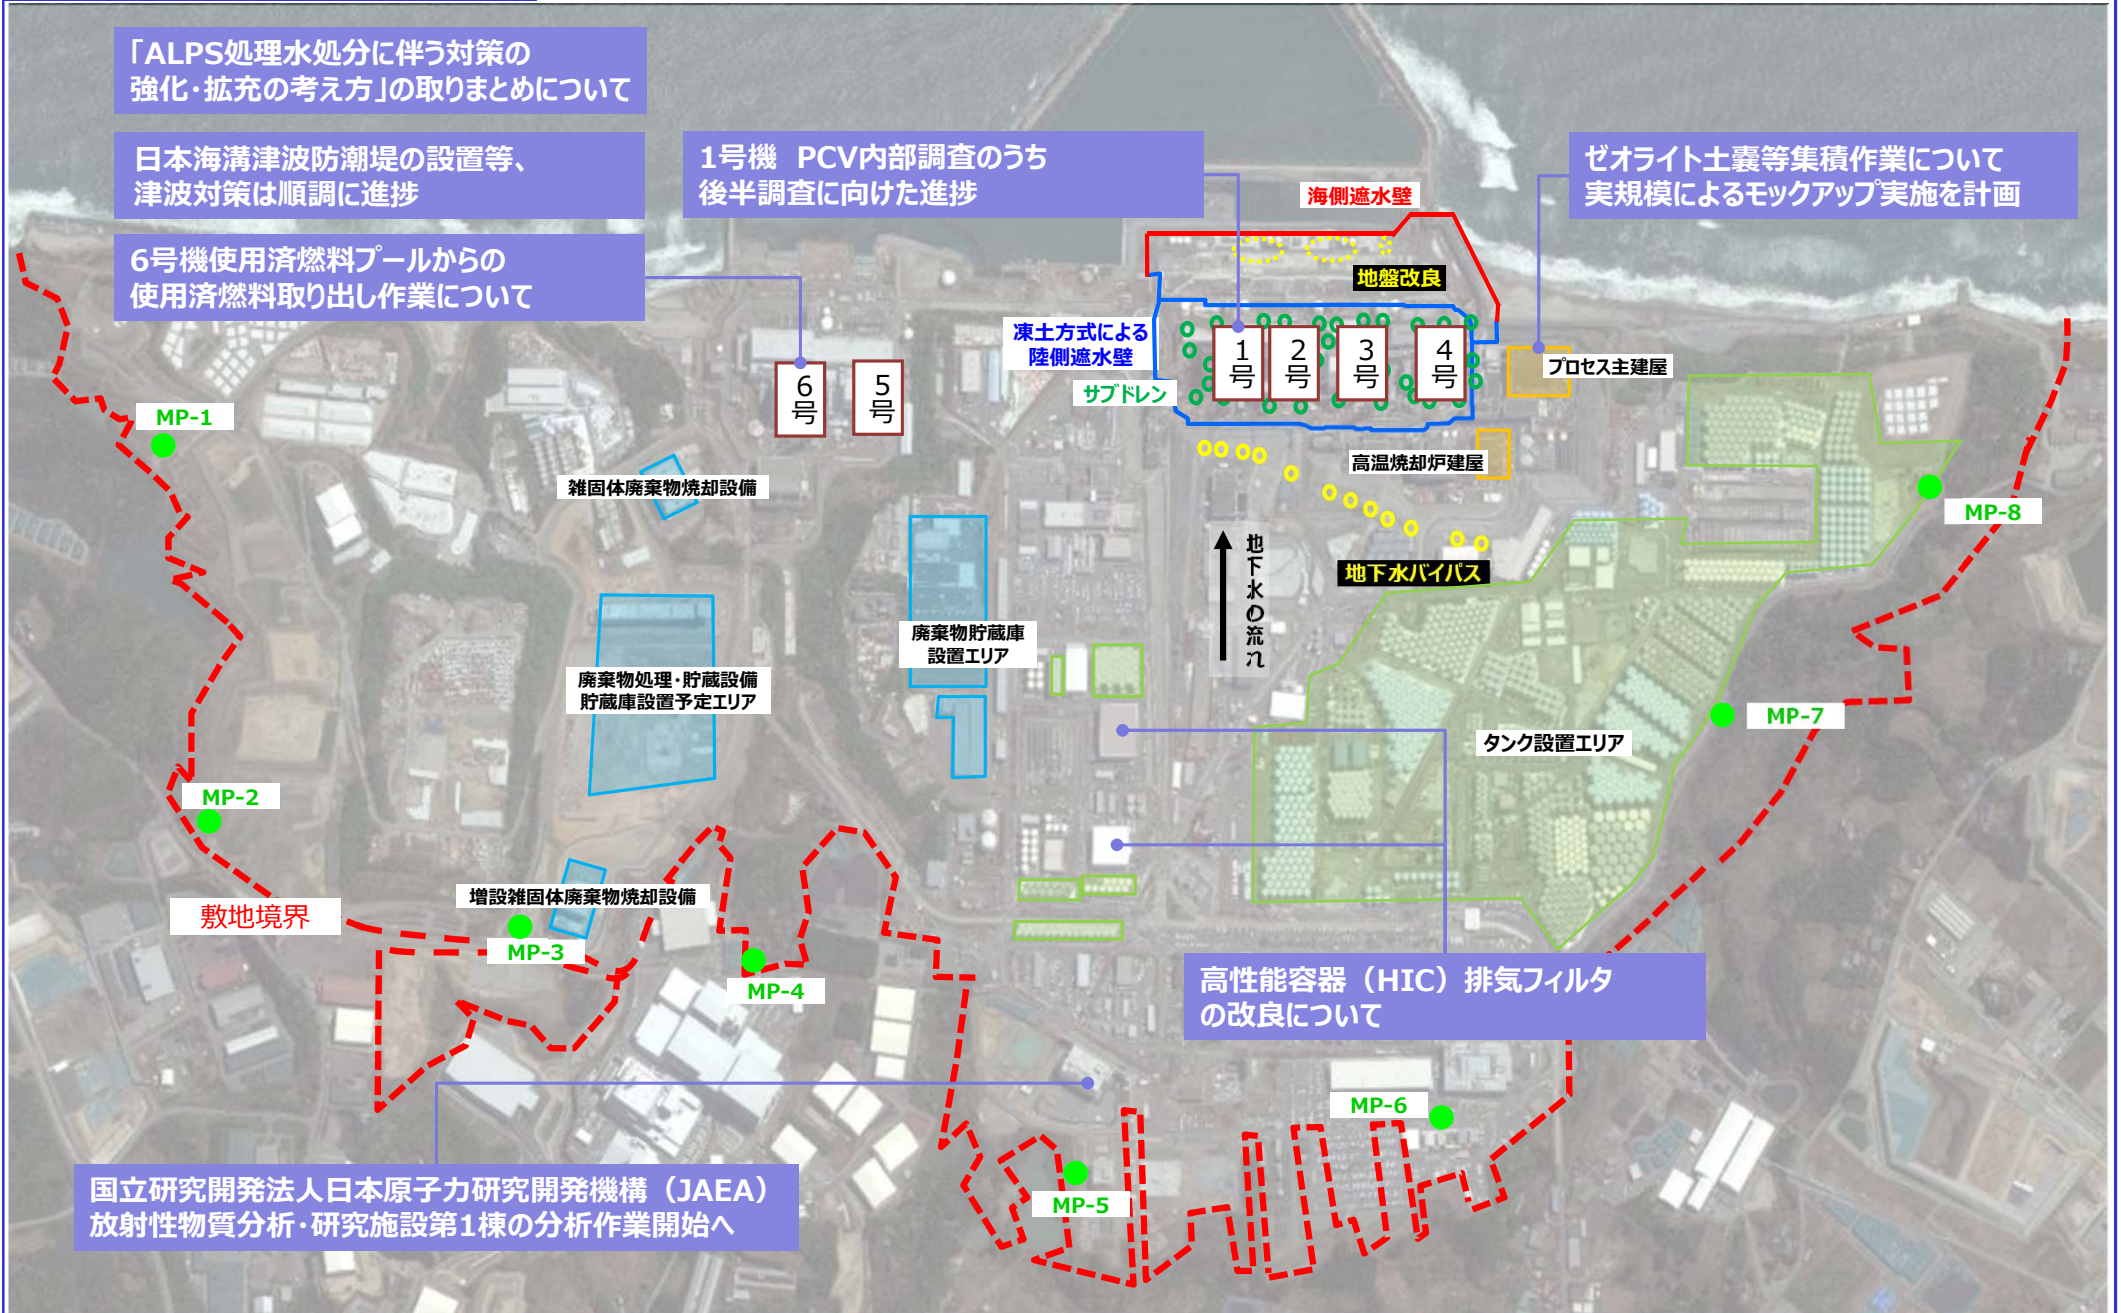 「ALPS処理水処分に伴う対策の
強化・拡充の考え方」の取りまとめについて
日本海溝津波防潮堤の設置等、
津波対策は順調に進捗
6号機使用済燃料プールからの
使用済燃料取り出し作業について
1号機 PCV内部調査のうち
後半調査に向けた進捗
ゼオライト土嚢等集積作業について
実規模によるモックアップ実施を計画
海側遮水壁
地盤改良
凍土方式による
陸側遮水壁
サブドレン
1号
2号
3号
4号
プロセス主建屋
6号
5号
MP-1
雑固体廃棄物焼却設備
高温焼却炉建屋
MP-8
地下水の流れ
地下水バイパス
廃棄物貯蔵庫
設置エリア
廃棄物処理・貯蔵設備
貯蔵庫設置予定エリア
MP-7
タンク設置エリア
MP-2
増設雑固体廃棄物焼却設備
敷地境界
MP-3
MP-4
高性能容器（HIC）排気フィルタ
の改良について
MP-6
国立研究開発法人日本原子力研究開発機構（JAEA）
放射性物質分析・研究施設第1棟の分析作業開始へ
MP-5